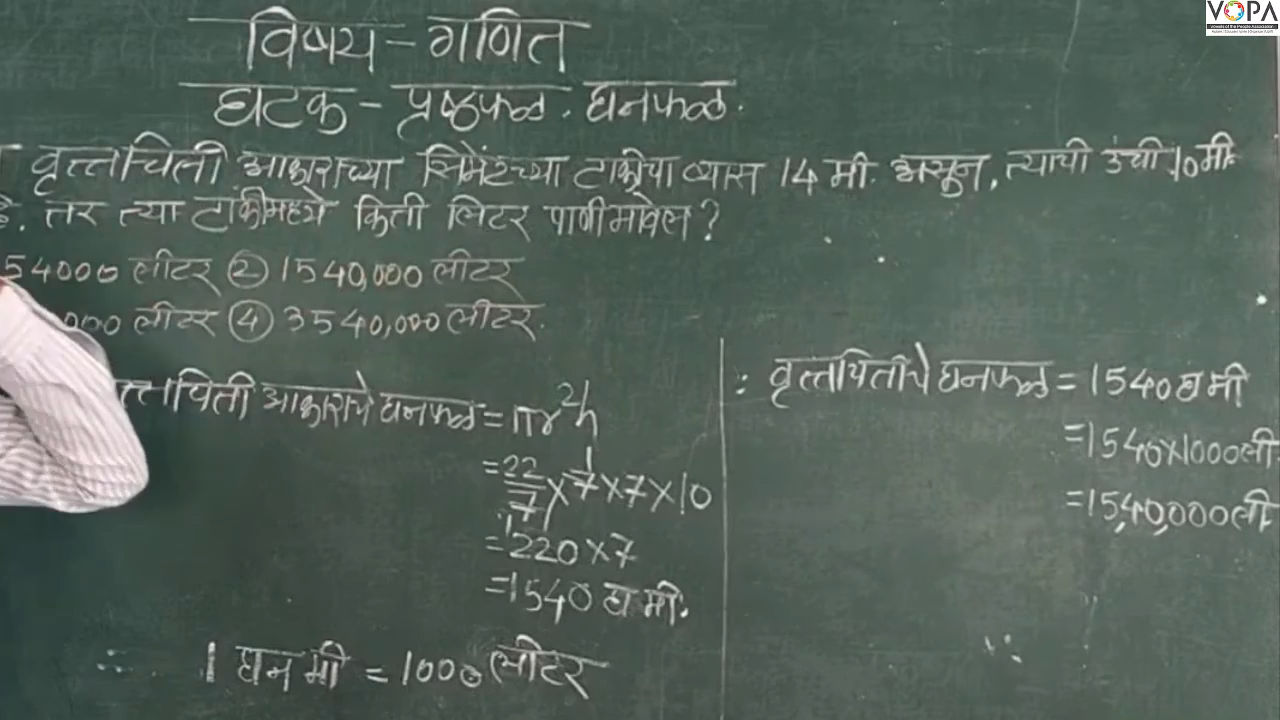 VOPA
विषय - गणित
घटक - प्रृष्ठफळ. घनफळ.
वृत्तचिती आकाराच्या सिमेंटच्या टाकीचा व्यास 14 मी. असून, त्याची उंची 10 मी.
तर त्या टांकीमध्ये किती लिटर पाणी मावेल?
54000 लीटर ② 1540,000 लीटर
000 लीटर ④ 3540,000 लीटर.
त्तचिती आकाराचे घनफळ = πr²h
= 22/7 × 7 × 7 × 10
= 220 × 7
= 1540 घ मी.
1 घन मी = 1000 लीटर
∴ वृत्तचितीचे घनफळ = 1540 घ मी
= 1540×1000 ली
= 15,40,000 ली